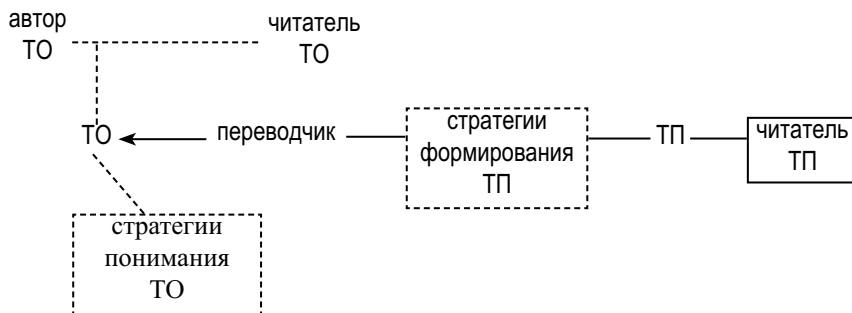 автор
ТО
читатель
ТО
ТО
переводчик
стратегии
формирования
ТП
ТП
читатель
ТП
стратегии
понимания
ТО